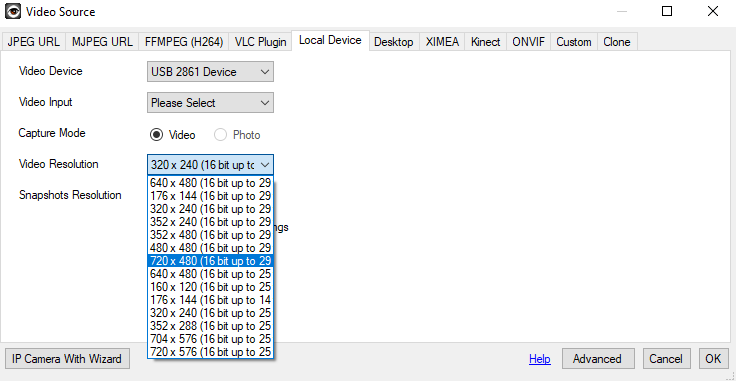 Video Source
JPEG URL MJPEG URL FFMPEG (H264) VLC Plugin Local Device Desktop XIMEA Kinect ONVIF Custom Clone
Video Device USB 2861 Device
Video Input Please Select
Capture Mode Video Photo
Video Resolution 320 x 240 (16 bit up to
Snapshots Resolution
640 x 480 (16 bit up to 29
176 x 144 (16 bit up to 29
320 x 240 (16 bit up to 29
352 x 240 (16 bit up to 29
352 x 480 (16 bit up to 29
480 x 480 (16 bit up to 29
720 x 480 (16 bit up to 29
640 x 480 (16 bit up to 25
160 x 120 (16 bit up to 25
176 x 144 (16 bit up to 14
320 x 240 (16 bit up to 25
352 x 288 (16 bit up to 25
704 x 576 (16 bit up to 25
720 x 576 (16 bit up to 25
ngs
IP Camera With Wizard Help Advanced Cancel OK